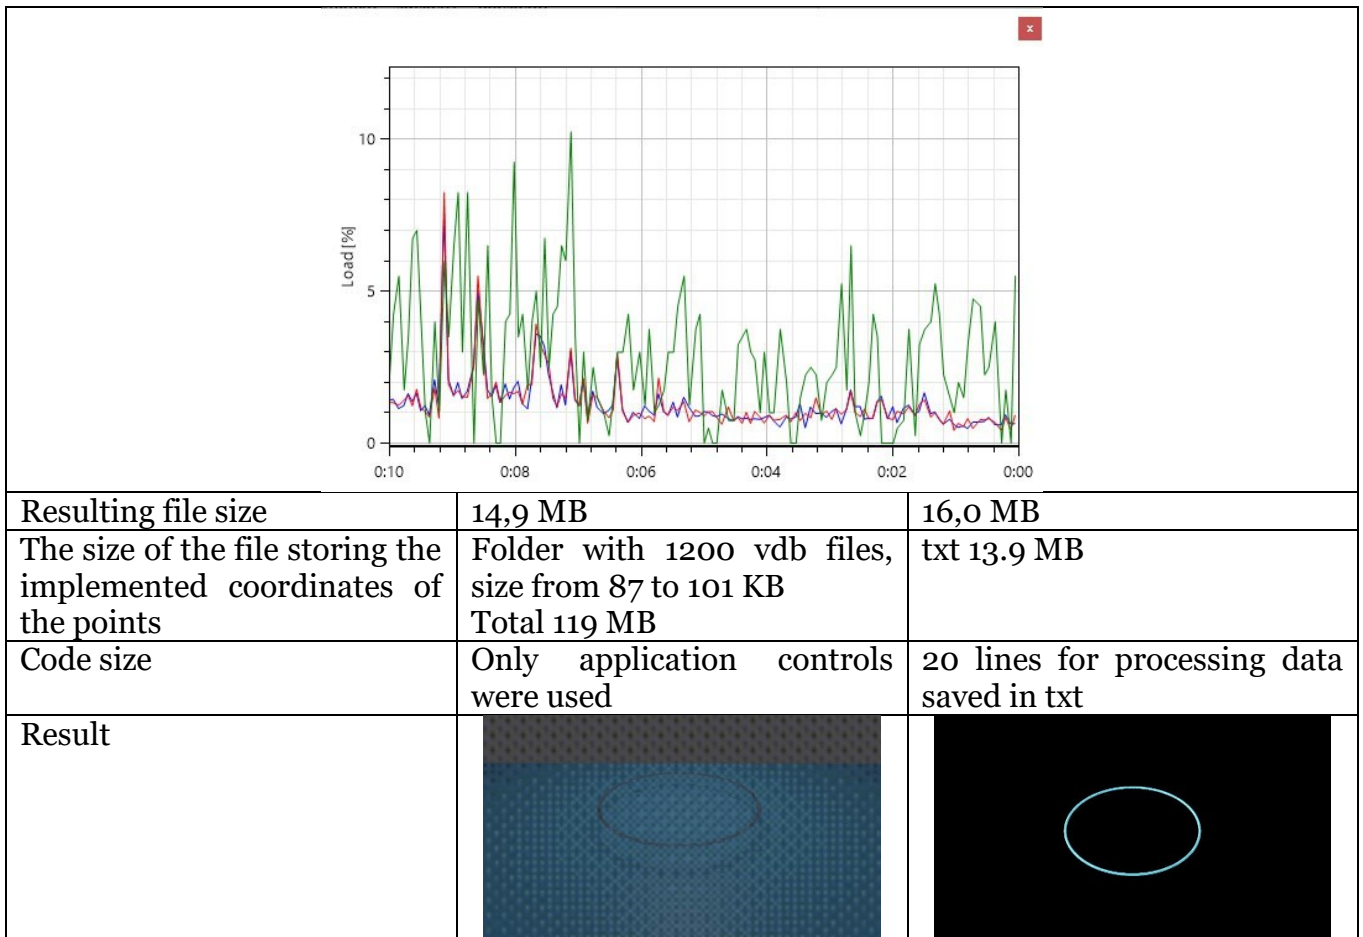 x
10
5
0
Load [%]
0:10 0:08 0:06 0:04 0:02 0:00
Resulting file size 14,9 MB 16,0 MB
The size of the file storing the Folder with 1200 vdb files, txt 13.9 MB
implemented coordinates of size from 87 to 101 KB
the points Total 119 MB
Code size Only application controls 20 lines for processing data
were used saved in txt
Result